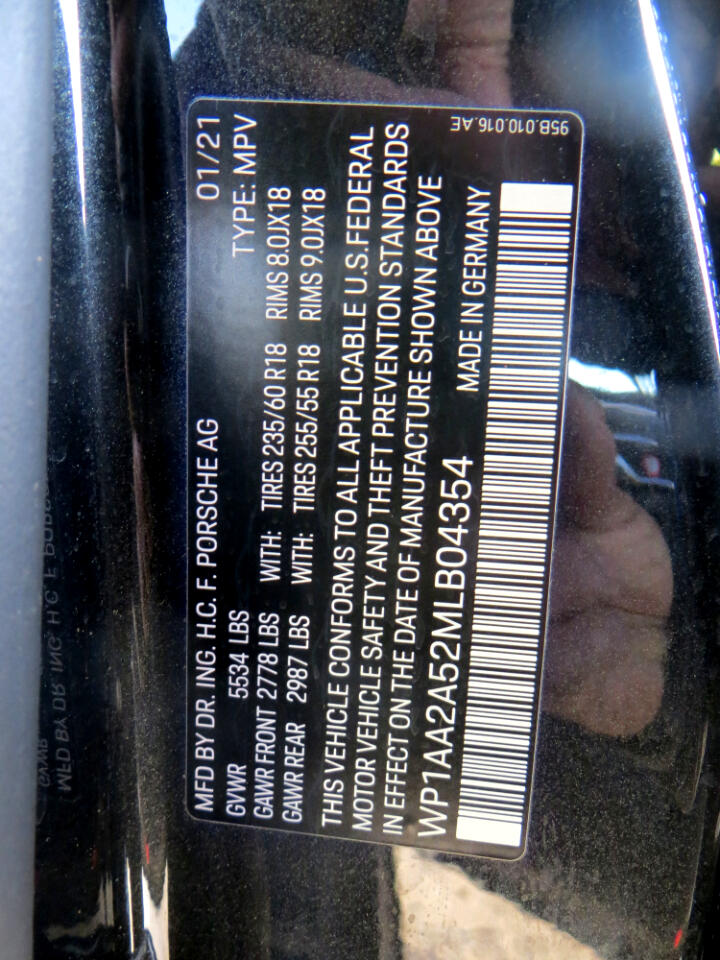 MFD BY DR. ING. H.C. F. PORSCHE AG 01/21
GVWR 5534 LBS TYPE: MPV
GAWR FRONT 2778 LBS WITH: TIRES 235/60 R18 RIMS 8.0JX18
GAWR REAR 2987 LBS WITH: TIRES 255/55 R18 RIMS 9.0JX18
THIS VEHICLE CONFORMS TO ALL APPLICABLE U.S. FEDERAL
MOTOR VEHICLE SAFETY AND THEFT PREVENTION STANDARDS
IN EFFECT ON THE DATE OF MANUFACTURE SHOWN ABOVE
WP1AA2A52MLB04354 MADE IN GERMANY
95B.010.016.AE